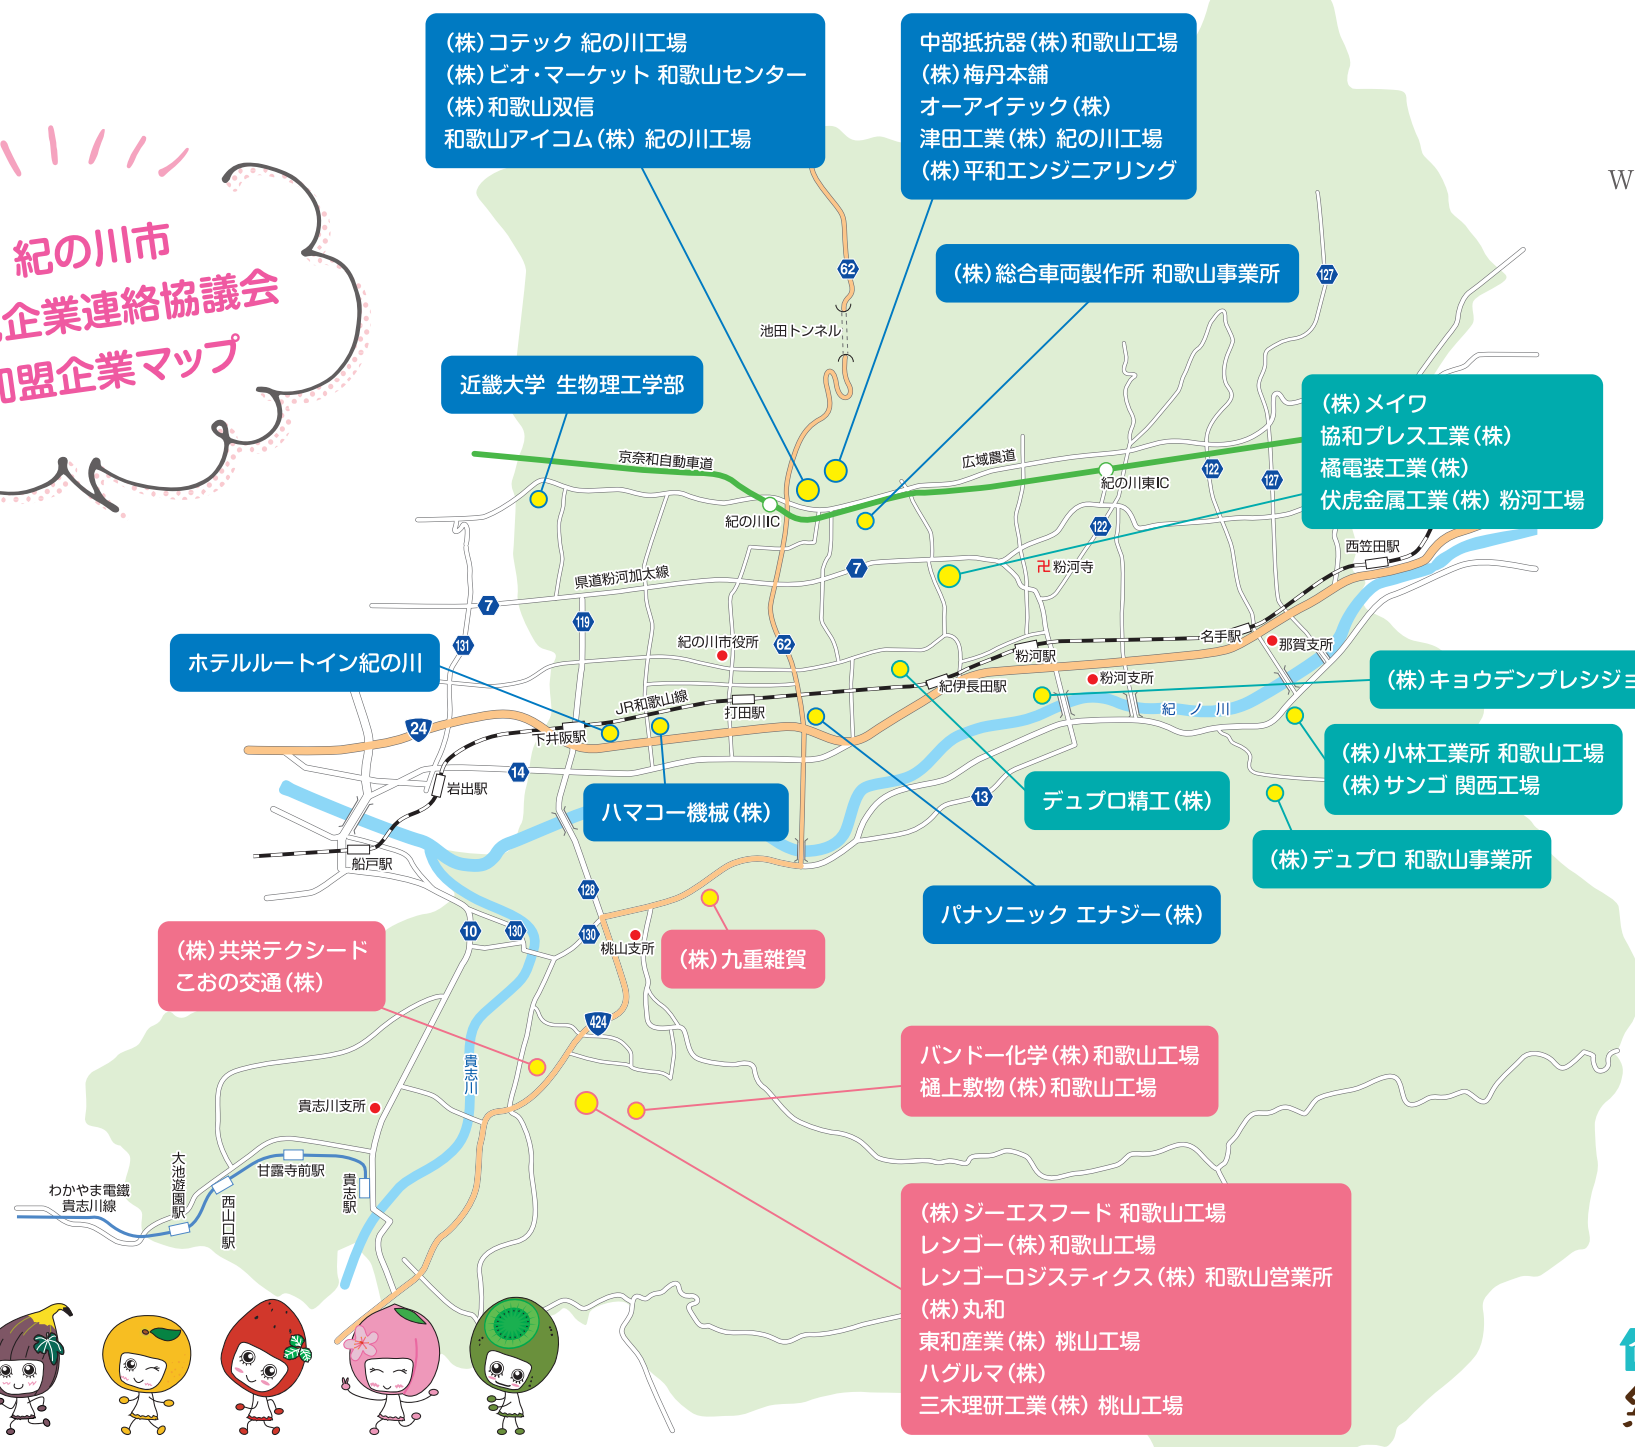 紀の川市
企業連絡協議会
加盟企業マップ
(株)コテック 紀の川工場
(株)ビオ・マーケット 和歌山センター
(株)和歌山双信
和歌山アイコム(株) 紀の川工場
中部抵抗器(株)和歌山工場
(株)梅丹本舗
オーアイテック(株)
津田工業(株) 紀の川工場
(株)平和エンジニアリング
W
(株)総合車両製作所 和歌山事業所
62
127
池田トンネル
近畿大学 生物理工学部
(株)メイワ
協和プレス工業(株)
橘電装工業(株)
伏虎金属工業(株) 粉河工場
京奈和自動車道
広域農道
紀の川東IC
122
127
紀の川IC
122
西笠田駅
県道粉河加太線
7
卍粉河寺
7
119
131
紀の川市役所
62
名手駅
那賀支所
粉河駅
ホテルルートイン紀の川
紀伊長田駅
粉河支所
(株)キョウデンプレシジョ
JR和歌山線
打田駅
紀ノ川
24
下井阪駅
(株)小林工業所 和歌山工場
(株)サンゴ 関西工場
14
岩出駅
ハマコー機械(株)
13
デュプロ精工(株)
船戸駅
(株)デュプロ 和歌山事業所
128
パナソニック エナジー(株)
10
130
130
桃山支所
(株)九重雑賀
(株)共栄テクシード
こおの交通(株)
424
貴志川
バンドー化学(株)和歌山工場
樋上敷物(株)和歌山工場
貴志川支所
大池遊園駅
甘露寺前駅
貴志駅
わかやま電鐵
貴志川線
西山口駅
(株)ジーエスフード 和歌山工場
レンゴー(株)和歌山工場
レンゴーロジスティクス(株) 和歌山営業所
(株)丸和
東和産業(株) 桃山工場
ハグルマ(株)
三木理研工業(株) 桃山工場